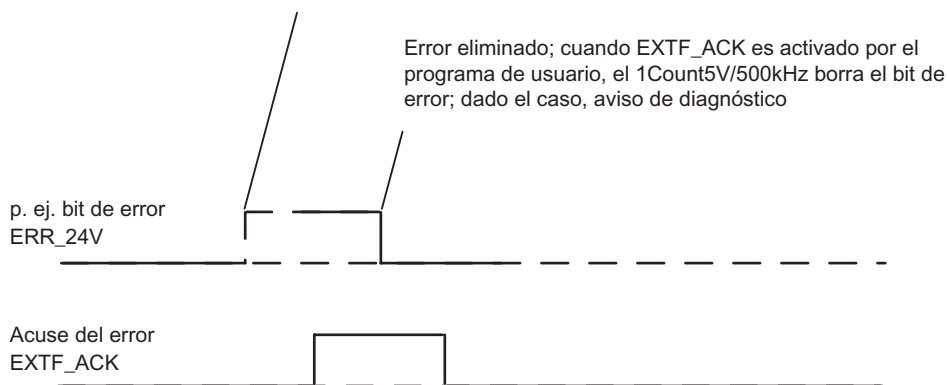 Error eliminado; cuando EXTF_ACK es activado por el
programa de usuario, el 1Count5V/500kHz borra el bit de
error; dado el caso, aviso de diagnóstico
p. ej. bit de error
ERR_24V
Acuse del error
EXTF_ACK